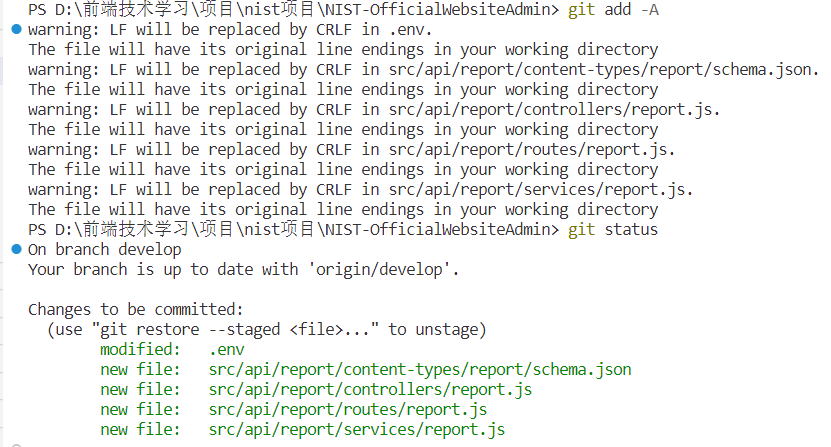 PS D:\前端技术学习\项目\nist项目\NIST-OfficialWebsiteAdmin> git add -A
warning: LF will be replaced by CRLF in .env.
The file will have its original line endings in your working directory
warning: LF will be replaced by CRLF in src/api/report/content-types/report/schema.json.
The file will have its original line endings in your working directory
warning: LF will be replaced by CRLF in src/api/report/controllers/report.js.
The file will have its original line endings in your working directory
warning: LF will be replaced by CRLF in src/api/report/routes/report.js.
The file will have its original line endings in your working directory
warning: LF will be replaced by CRLF in src/api/report/services/report.js.
The file will have its original line endings in your working directory
PS D:\前端技术学习\项目\nist项目\NIST-OfficialWebsiteAdmin> git status
On branch develop
Your branch is up to date with 'origin/develop'.
Changes to be committed:
(use "git restore --staged <file>..." to unstage)
modified: .env
new file: src/api/report/content-types/report/schema.json
new file: src/api/report/controllers/report.js
new file: src/api/report/routes/report.js
new file: src/api/report/services/report.js